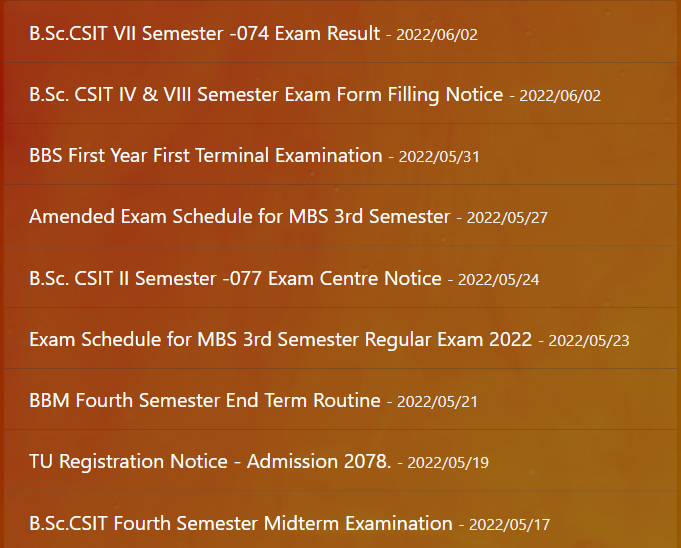 B.Sc.CSIT VII Semester -074 Exam Result - 2022/06/02
B.Sc. CSIT IV & VIII Semester Exam Form Filling Notice - 2022/06/02
BBS First Year First Terminal Examination - 2022/05/31
Amended Exam Schedule for MBS 3rd Semester - 2022/05/27
B.Sc. CSIT II Semester -077 Exam Centre Notice - 2022/05/24
Exam Schedule for MBS 3rd Semester Regular Exam 2022 - 2022/05/23
BBM Fourth Semester End Term Routine - 2022/05/21
TU Registration Notice - Admission 2078. - 2022/05/19
B.Sc.CSIT Fourth Semester Midterm Examination - 2022/05/17